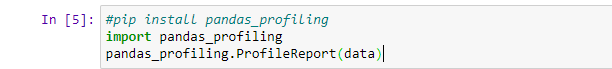 In [5]: #pip install pandas_profiling
import pandas_profiling
pandas_profiling.ProfileReport(data)